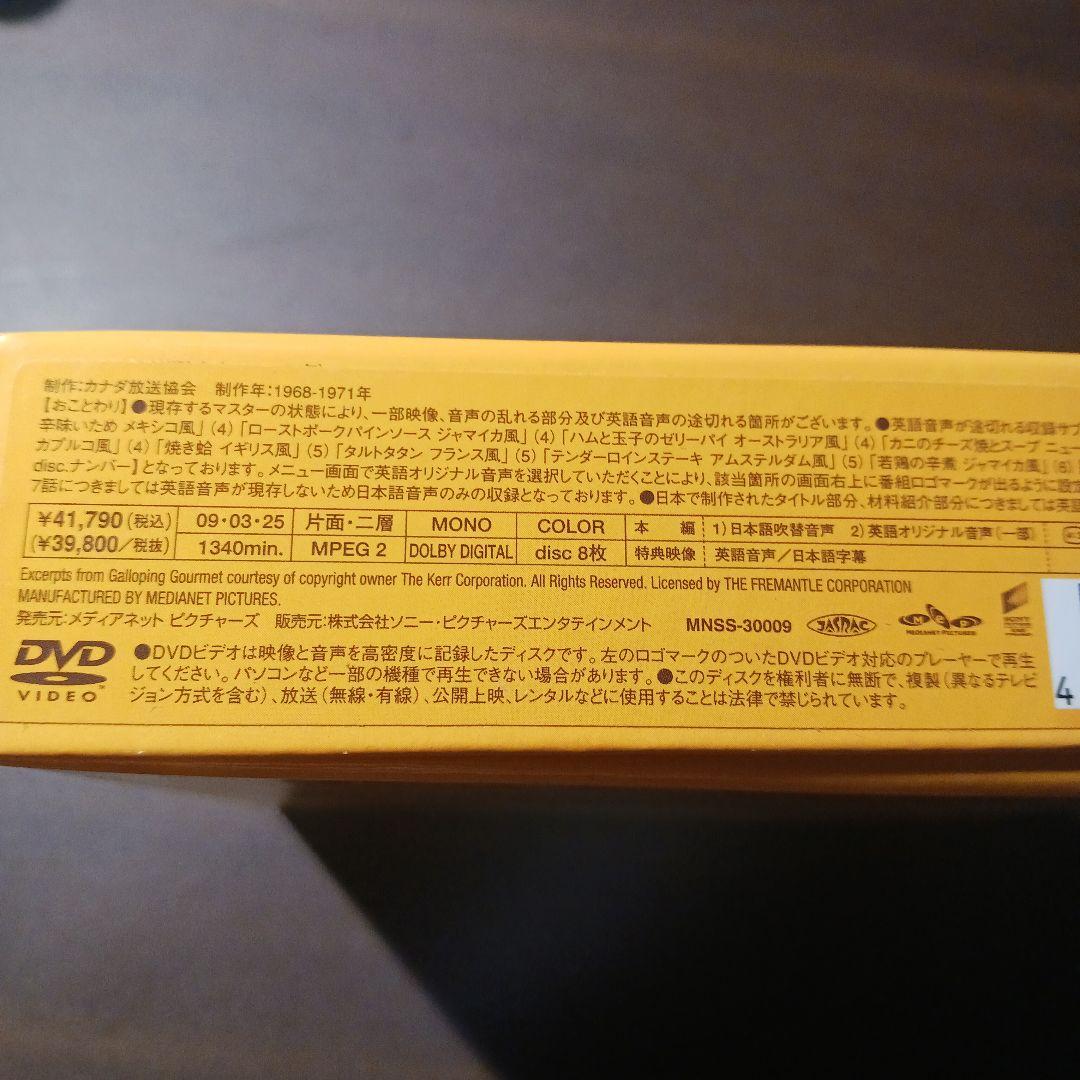 制作:カナダ放送協会　制作年:1968-1971年
【おことわり】●現存するマスターの状態により、一部映像、音声の乱れる部分及び英語音声の途切れる箇所がございます。●英語音声が途切れる収録サブ
辛味いため メキシコ風」(4)「ローストポークパインソース ジャマイカ風」(4)「ハムと玉子のゼリーパイ オーストラリア風」(4)「カニのチーズ焼とスープ ニュー
カプルコ風」(4)「焼き蛤 イギリス風」(5)「タルトタタン フランス風」(5)「テンダーロインステーキ アムステルダム風」(5)「若鶏の辛煮 ジャマイカ風」(6)
disc.ナンバー】となっております。メニュー画面で英語オリジナル音声を選択していただくことにより、該当箇所の画面右上に番組ロゴマークが出るように設定
7話につきましては英語音声が現存しないため日本語音声のみの収録となっております。●日本で制作されたタイトル部分、材料紹介部分につきましては英語
¥41,790(税込) 09・03・25 片面・二層 MONO COLOR 本 編 1)日本語吹替音声 2)英語オリジナル音声(一部)
(¥39,800/税抜) 1340min. MPEG 2 DOLBY DIGITAL disc 8枚 特典映像 英語音声/日本語字幕
Excerpts from Galloping Gourmet courtesy of copyright owner The Kerr Corporation. All Rights Reserved. Licensed by THE FREMANTLE CORPORATION
MANUFACTURED BY MEDIANET PICTURES.
発売元:メディアネット ピクチャーズ 販売元:株式会社ソニー・ピクチャーズエンタテインメント MNSS-30009 JASRAC MEDIANET PICTURES
DVD VIDEO
●DVDビデオは映像と音声を高密度に記録したディスクです。左のロゴマークのついたDVDビデオ対応のプレーヤーで再生
してください。パソコンなど一部の機種で再生できない場合があります。●このディスクを権利者に無断で、複製(異なるテレビ
ジョン方式を含む)、放送(無線・有線)、公開上映、レンタルなどに使用することは法律で禁じられています。
4